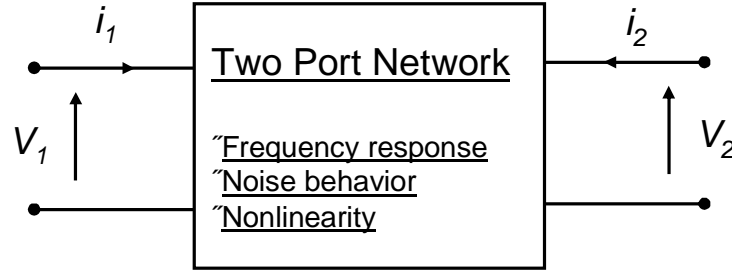 i1
i2
Two Port Network
V1
V2
˝Frequency response
˝Noise behavior
˝Nonlinearity